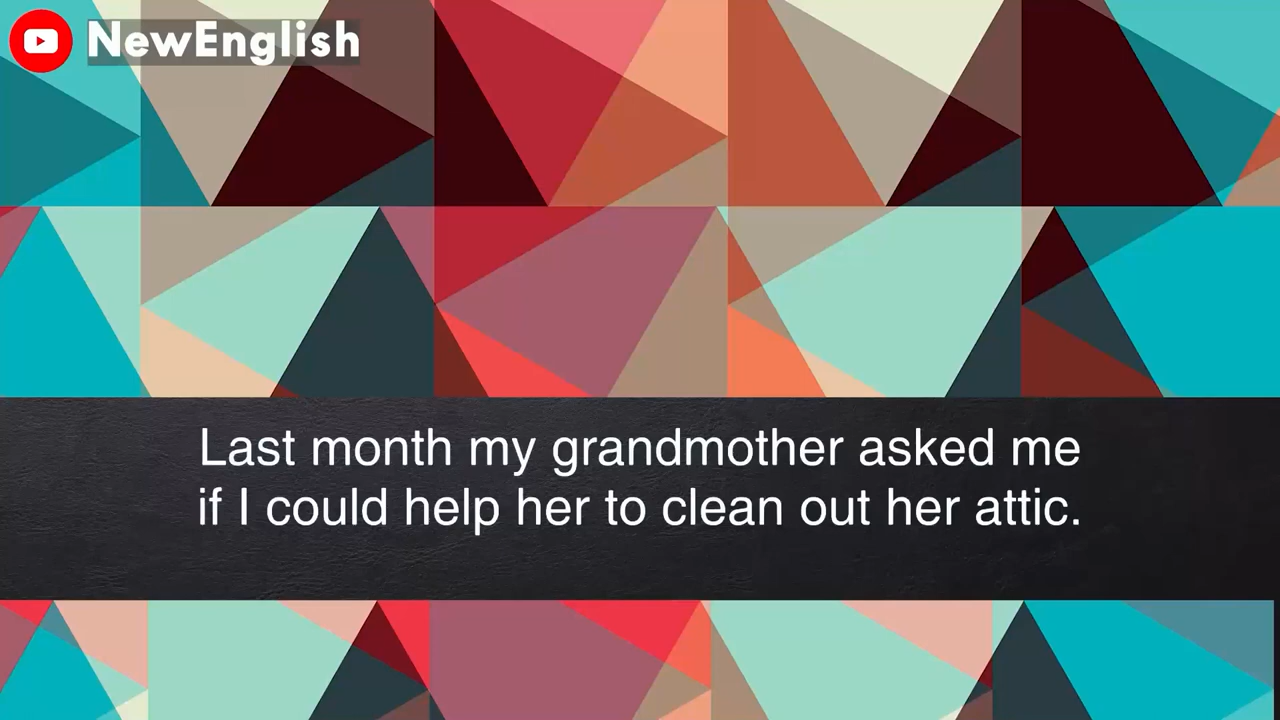 NewEnglish
Last month my grandmother asked me
if I could help her to clean out her attic.